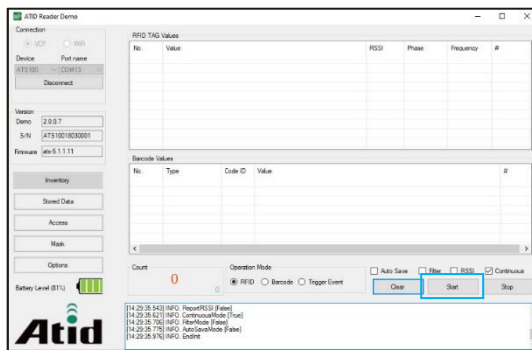 ATID Reader Demo
Connection
VCP WiFi
Device Port name
ATS100 COM13
Disconnect
Version
Demo 2.0.0.7
S/N ATS10018030001
Firmware ats-5.1.1.11
Inventory
Stored Data
Access
Mask
Options
Battery Level (81%)
Atid
RFID TAG Values
No. Value RSSI Phase Frequency #
Barcode Values
No. Type Code ID Value #
Count
0
0
Operation Mode
RFID Barcode Trigger Event
Auto Save Filter RSSI Continuous
Clear Start Stop
[14:29:35.543] INFO. ReportRSSI [False]
[14:29:35.621] INFO. ContinuousMode [True]
[14:29:35.706] INFO. FilterMode [False]
[14:29:35.775] INFO. AutoSaveMode [False]
[14:29:35.976] INFO. EndInit